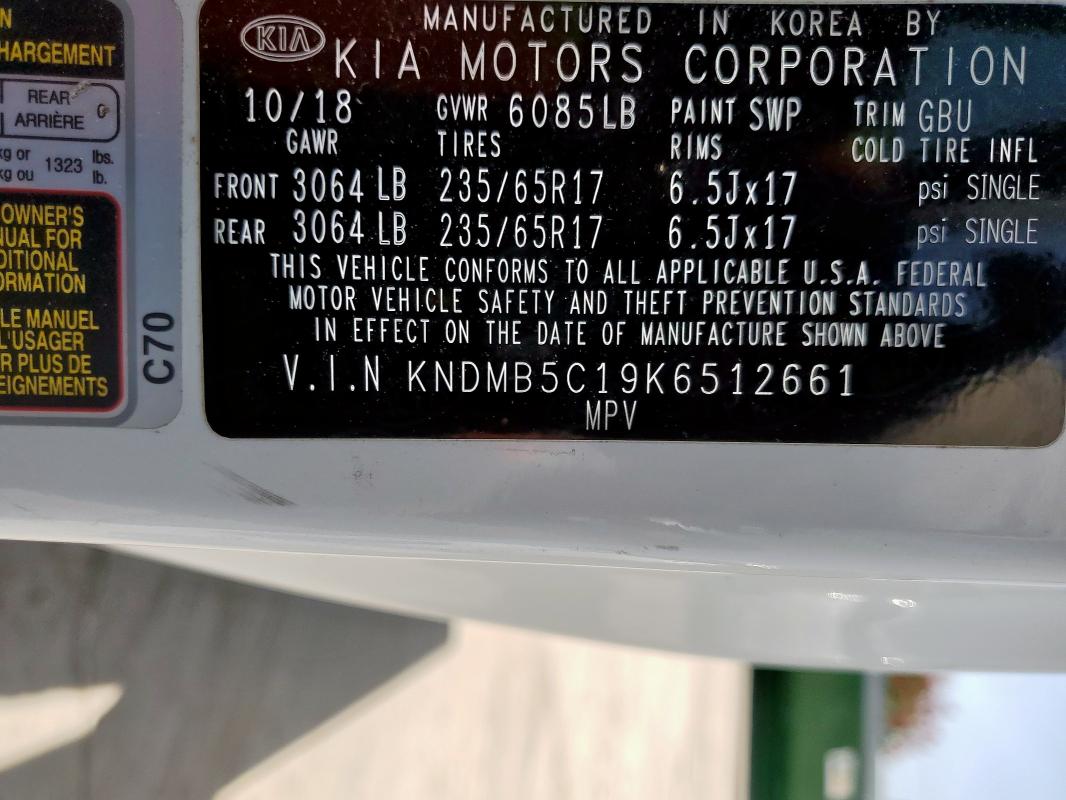 N
HARGEMENT
REAR 0
ARRIÈRE
kg or 1323 lbs.
kg ou lb.
OWNER'S
UAL FOR
DITIONAL
ORMATION
LE MANUEL
L'USAGER
R PLUS DE
EIGNEMENTS
C70
KIA
MANUFACTURED IN KOREA BY
KIA MOTORS CORPORATION
10/18 GVWR 6085LB PAINT SWP TRIM GBU
GAWR TIRES RIMS COLD TIRE INFL
FRONT 3064 LB 235/65R17 6.5Jx17 psi SINGLE
REAR 3064 LB 235/65R17 6.5Jx17 psi SINGLE
THIS VEHICLE CONFORMS TO ALL APPLICABLE U.S.A. FEDERAL
MOTOR VEHICLE SAFETY AND THEFT PREVENTION STANDARDS
IN EFFECT ON THE DATE OF MANUFACTURE SHOWN ABOVE
V.I.N KNDMB5C19K6512661
MPV